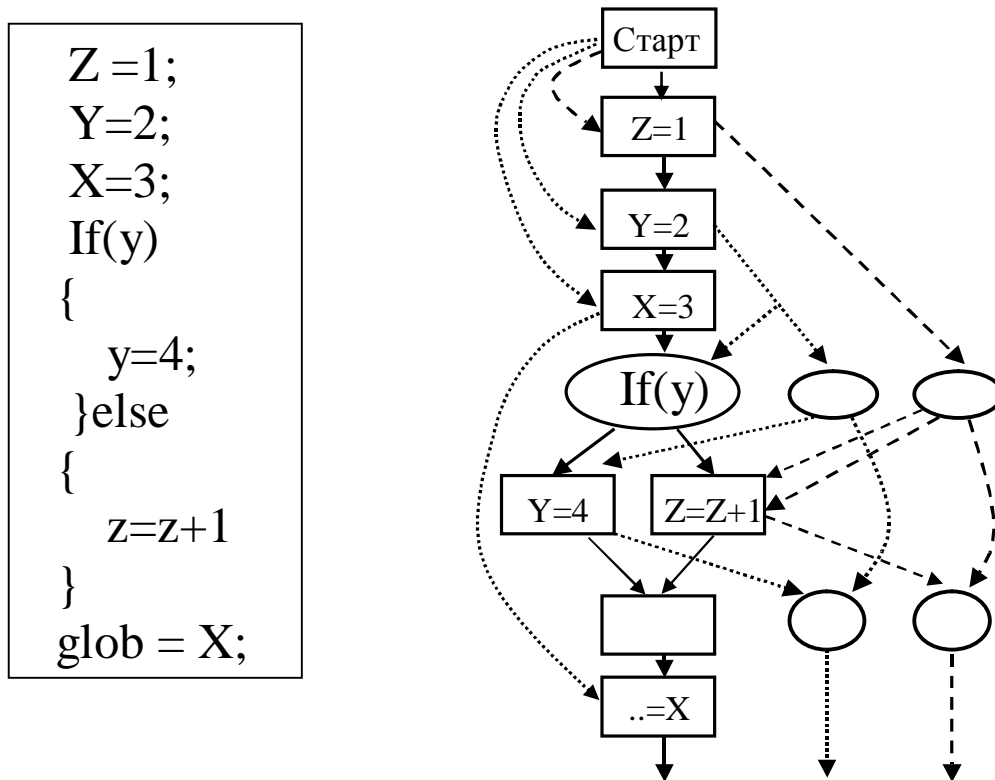 Z =1;
Y=2;
X=3;
If(y)
{
y=4;
}else
{
z=z+1
}
glob = X;
Старт
Z=1
Y=2
X=3
If(y)
Y=4
Z=Z+1
..=X